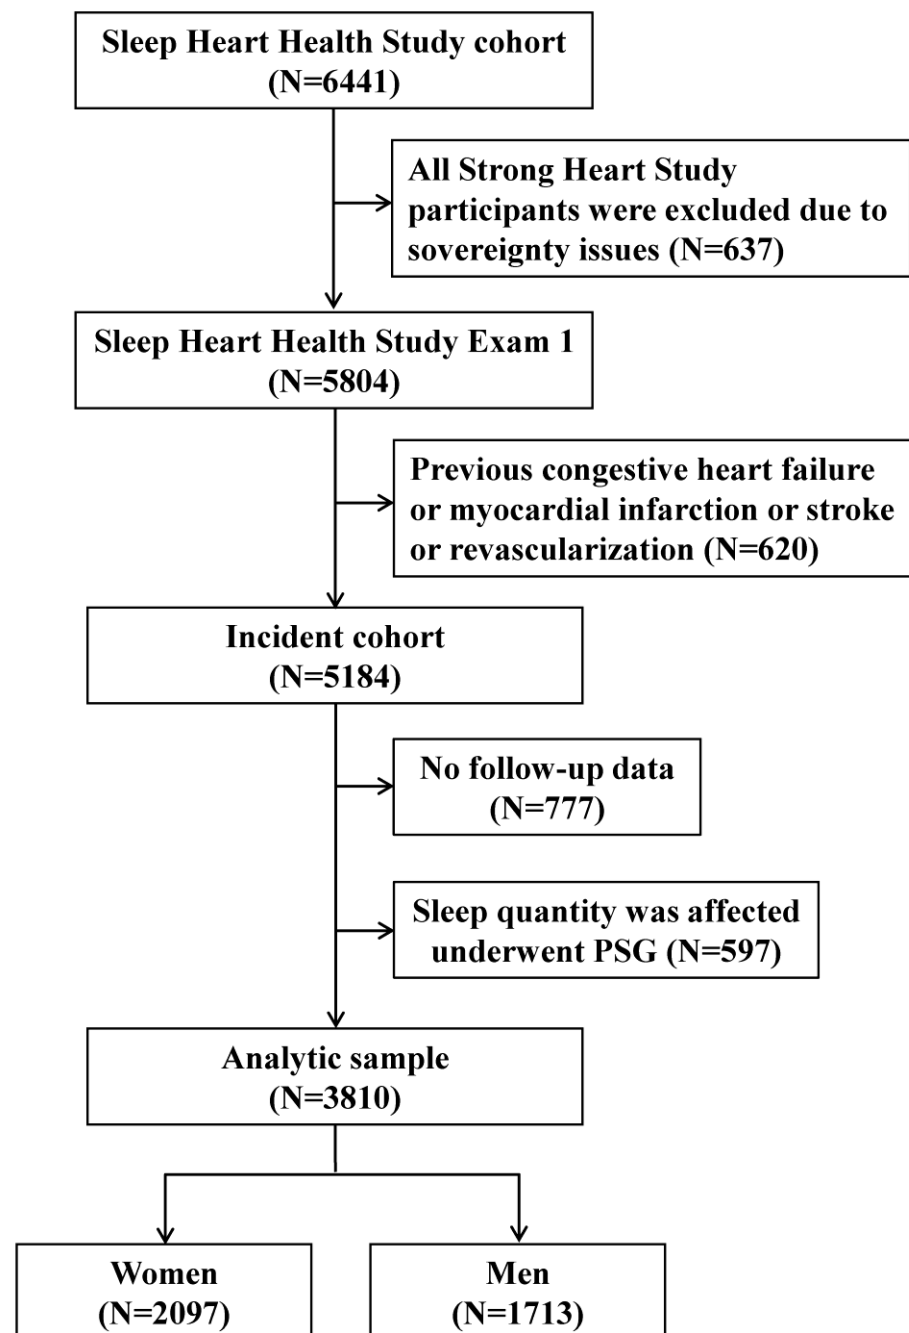 Sleep Heart Health Study cohort
(N=6441)
All Strong Heart Study
participants were excluded due to
sovereignty issues (N=637)
Sleep Heart Health Study Exam 1
(N=5804)
Previous congestive heart failure
or myocardial infarction or stroke
or revascularization (N=620)
Incident cohort
(N=5184)
No follow-up data
(N=777)
Sleep quantity was affected
underwent PSG (N=597)
Analytic sample
(N=3810)
Women
(N=2097)
Men
(N=1713)